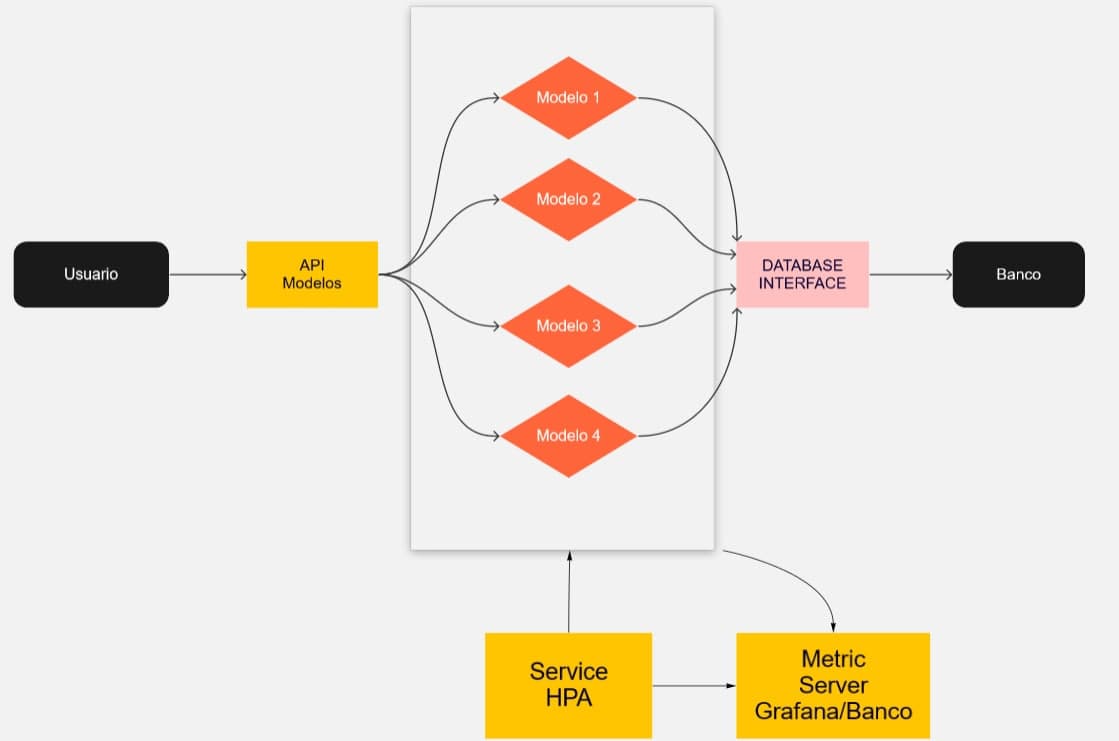 Modelo 1
Modelo 2
Usuario
API
Modelos
DATABASE
INTERFACE
Banco
Modelo 3
Modelo 4
Service
HPA
Metric
Server
Grafana/Banco